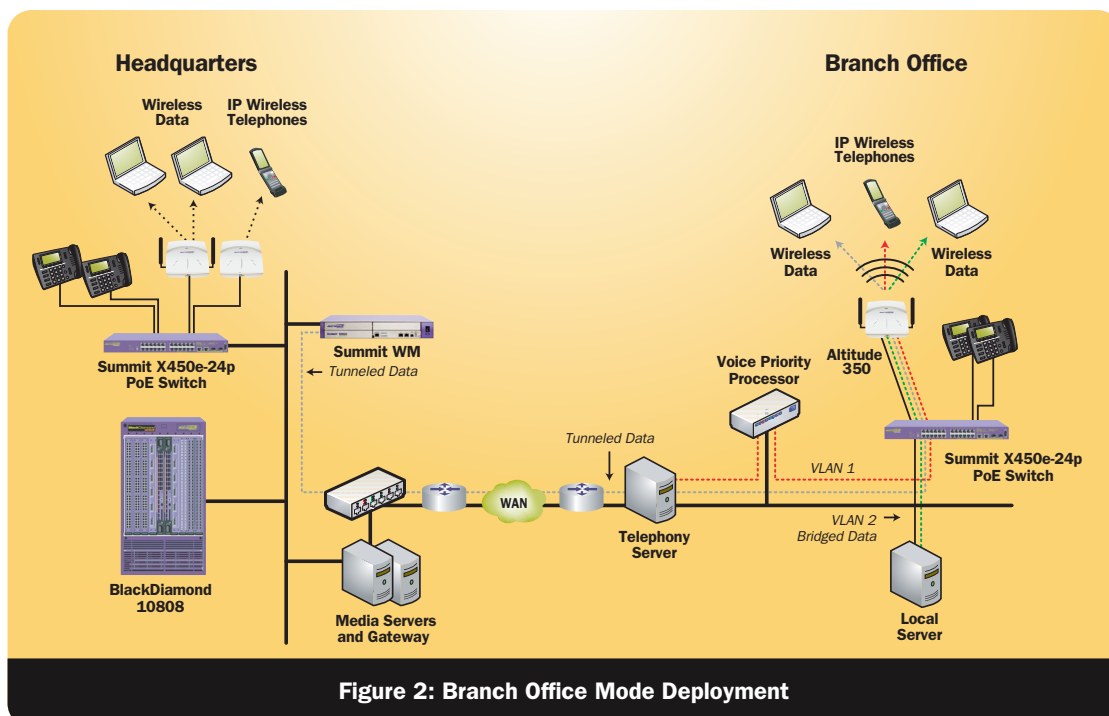 Headquarters
Branch Office
Wireless
Data
IP Wireless
Telephones
IP Wireless
Telephones
Wireless
Data
Wireless
Data
Summit X450e-24p
PoE Switch
Summit WM
Tunneled Data
Altitude
350
Voice Priority
Processor
Summit X450e-24p
PoE Switch
Tunneled Data
VLAN 1
WAN
VLAN 2
Bridged Data
Telephony
Server
BlackDiamond
10808
Media Servers
and Gateway
Local
Server
Figure 2: Branch Office Mode Deployment